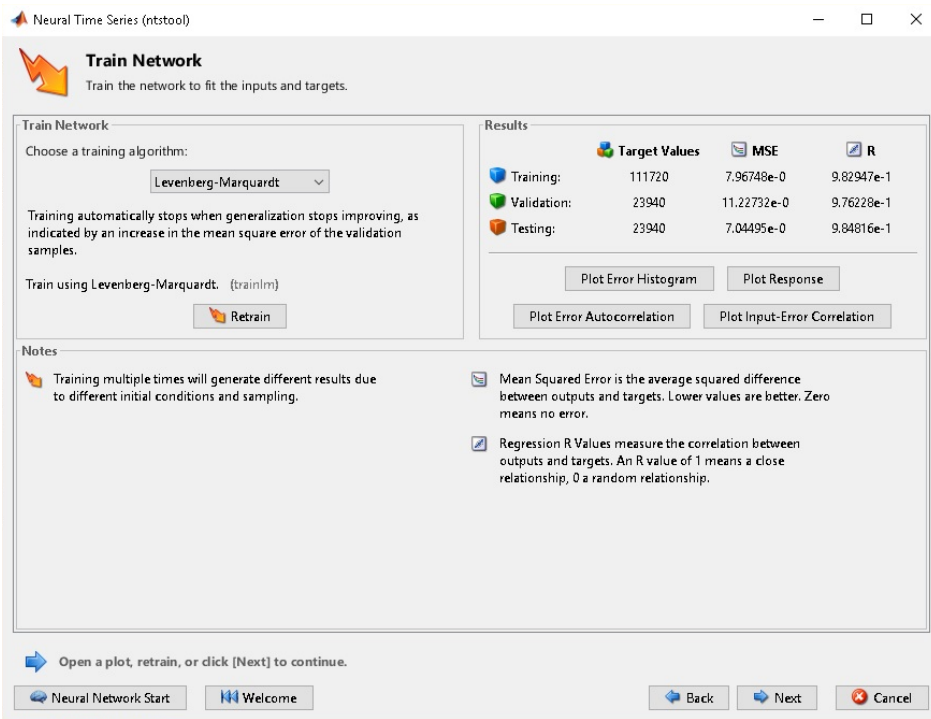 Neural Time Series (ntstool)
Train Network
Train the network to fit the inputs and targets.
Train Network
Choose a training algorithm:
Levenberg-Marquardt
Training automatically stops when generalization stops improving, as
indicated by an increase in the mean square error of the validation
samples.
Train using Levenberg-Marquardt. (trainlm)
Retrain
Results
Target Values MSE R
Training: 111720 7.96748e-0 9.82947e-1
Validation: 23940 11.22732e-0 9.76228e-1
Testing: 23940 7.04495e-0 9.84816e-1
Plot Error Histogram Plot Response
Plot Error Autocorrelation Plot Input-Error Correlation
Notes
Training multiple times will generate different results due
to different initial conditions and sampling.
Mean Squared Error is the average squared difference
between outputs and targets. Lower values are better. Zero
means no error.
Regression R Values measure the correlation between
outputs and targets. An R value of 1 means a close
relationship, 0 a random relationship.
Open a plot, retrain, or click [Next] to continue.
Neural Network Start Welcome Back Next Cancel